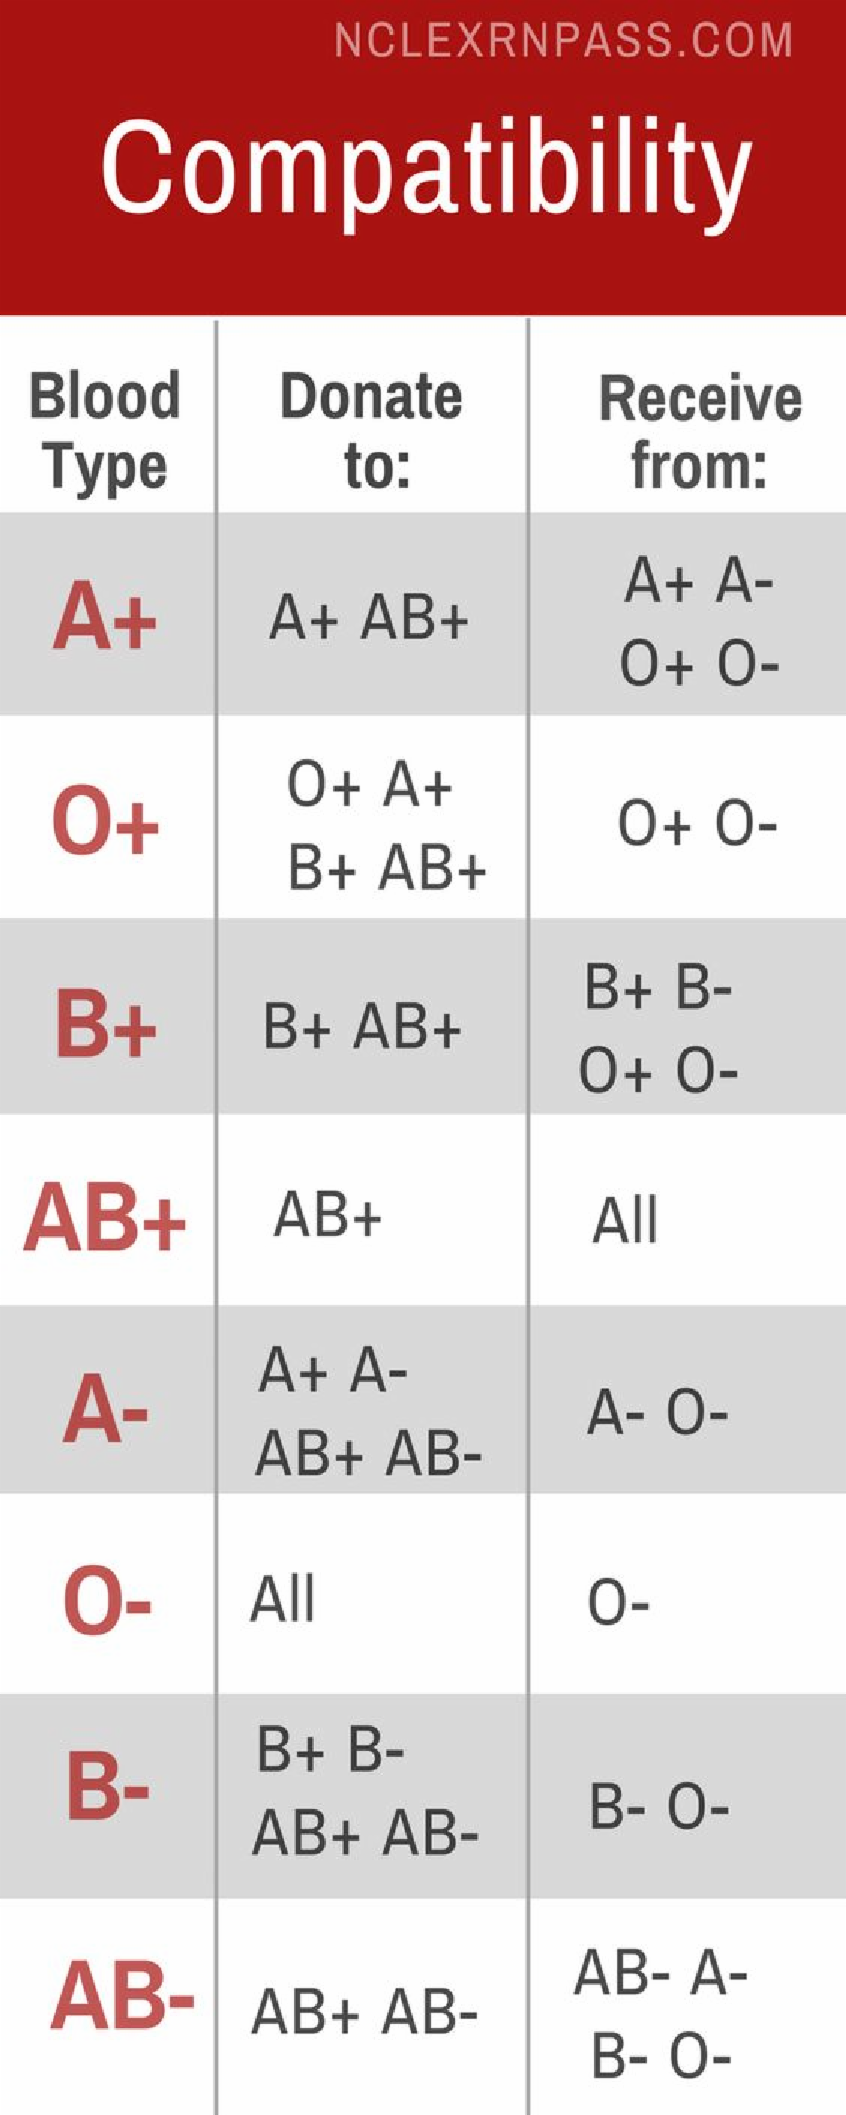 NCLEXRNPASS.COM
Compatibility
Blood Type
Donate to:
Receive from:
A+
A+ AB+
A+ A-
O+ O-
O+
O+ A+
B+ AB+
O+ O-
B+
B+ AB+
B+ B-
O+ O-
AB+
AB+
All
A-
A+ A-
AB+ AB-
A- O-
O-
All
O-
B-
B+ B-
AB+ AB-
B- O-
AB-
AB+ AB-
AB- A-
B- O-